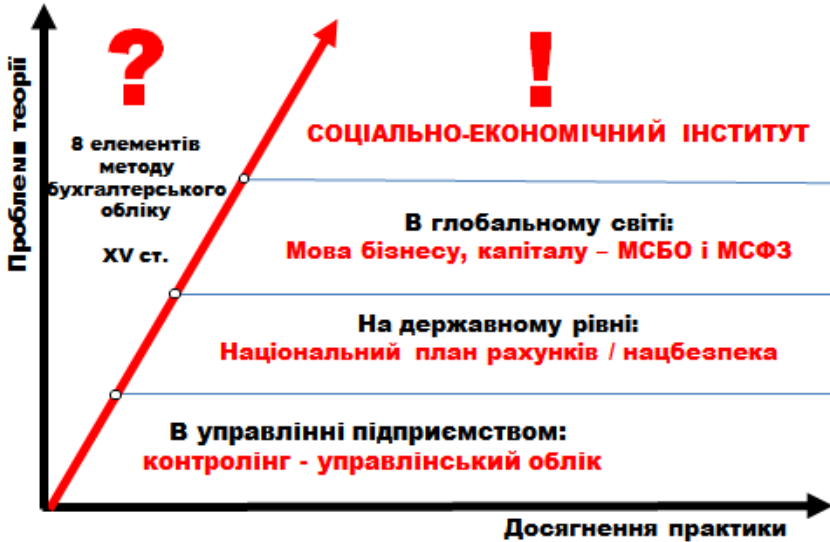 Проблеми теорії
?
8 елементів
методу
бухгалтерського
обліку
XV ст.
!
СОЦІАЛЬНО-ЕКОНОМІЧНИЙ ІНСТИТУТ
В глобальному світі:
Мова бізнесу, капіталу – МСБО і МСФЗ
На державному рівні:
Національний план рахунків / нацбезпека
В управлінні підприємством:
контролінг - управлінський облік
Досягнення практики